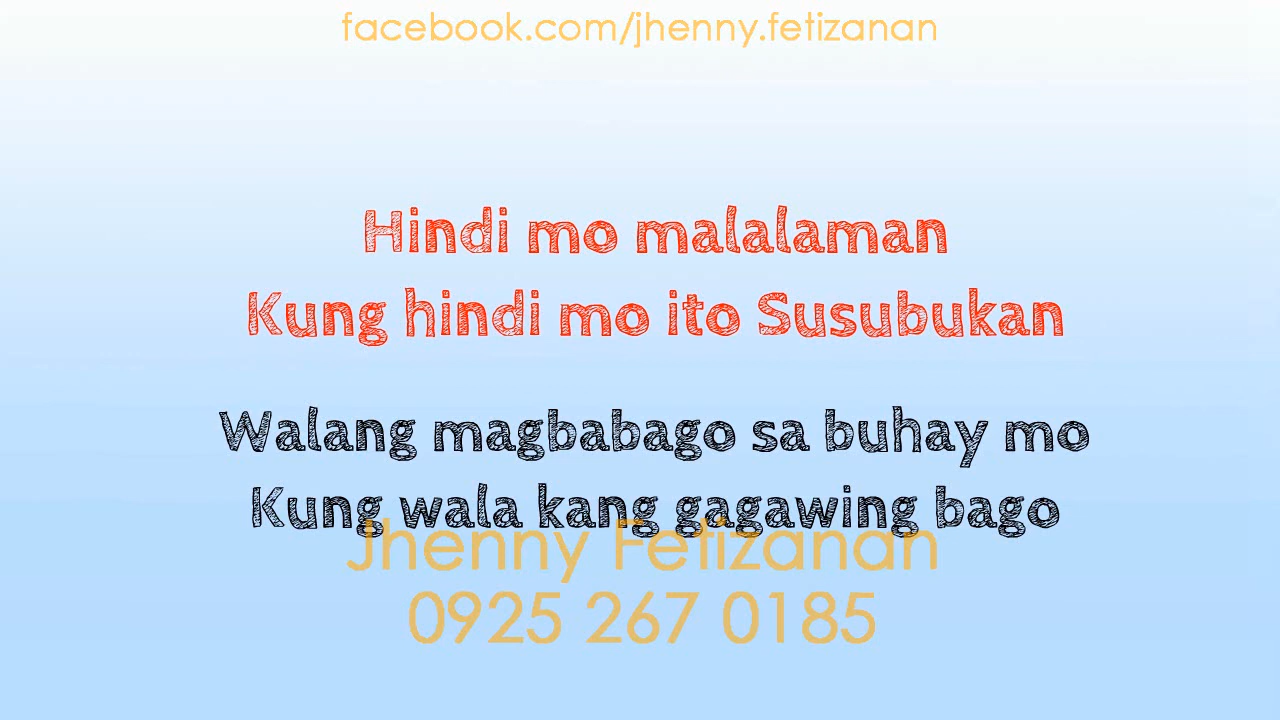 facebook.com/jhenny.fetizanan
Hindi mo malalaman
Kung hindi mo ito Susubukan
Walang magbabago sa buhay mo
Kung wala kang gagawing bago
Jhenny Fetizanan
0925 267 0185